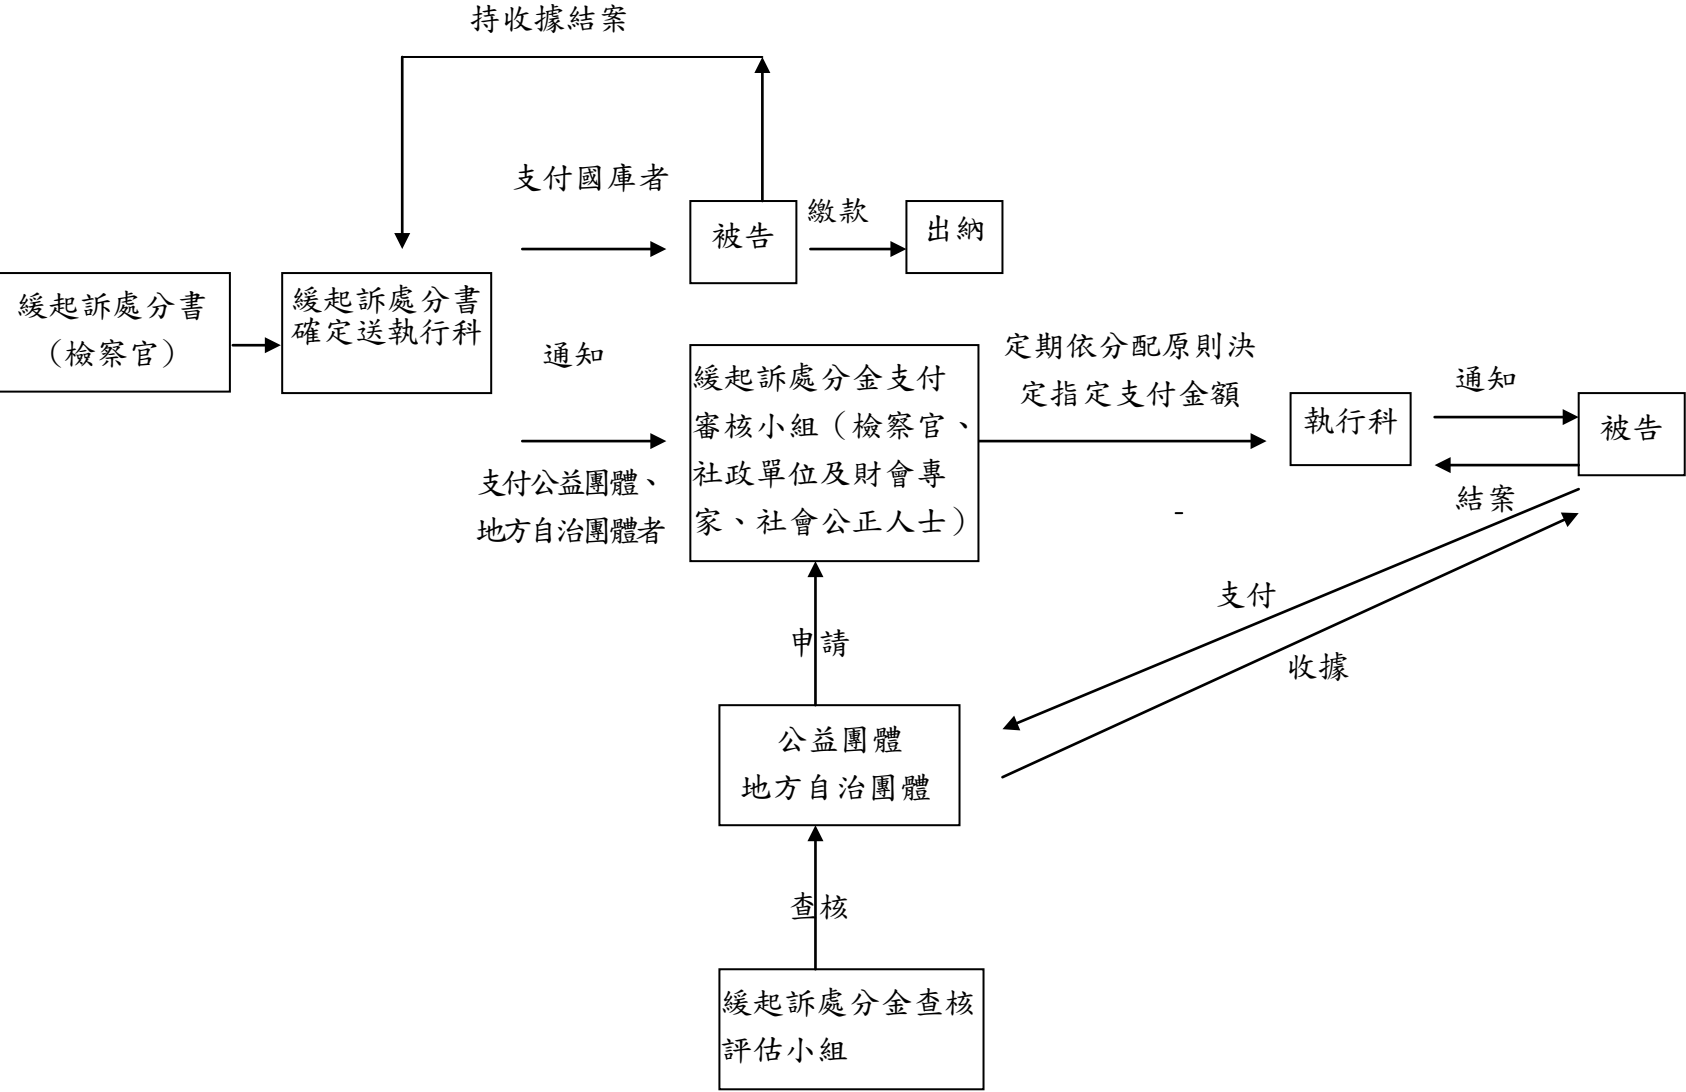 持收據結案
支付國庫者
被告
繳款
出納
緩起訴處分書
（檢察官）
緩起訴處分書
確定送執行科
通知
支付公益團體、
地方自治團體者
緩起訴處分金支付
審核小組（檢察官、
社政單位及財會專
家、社會公正人士）
定期依分配原則決
定指定支付金額
執行科
通知
被告
結案
-
支付
收據
申請
公益團體
地方自治團體
查核
緩起訴處分金查核
評估小組